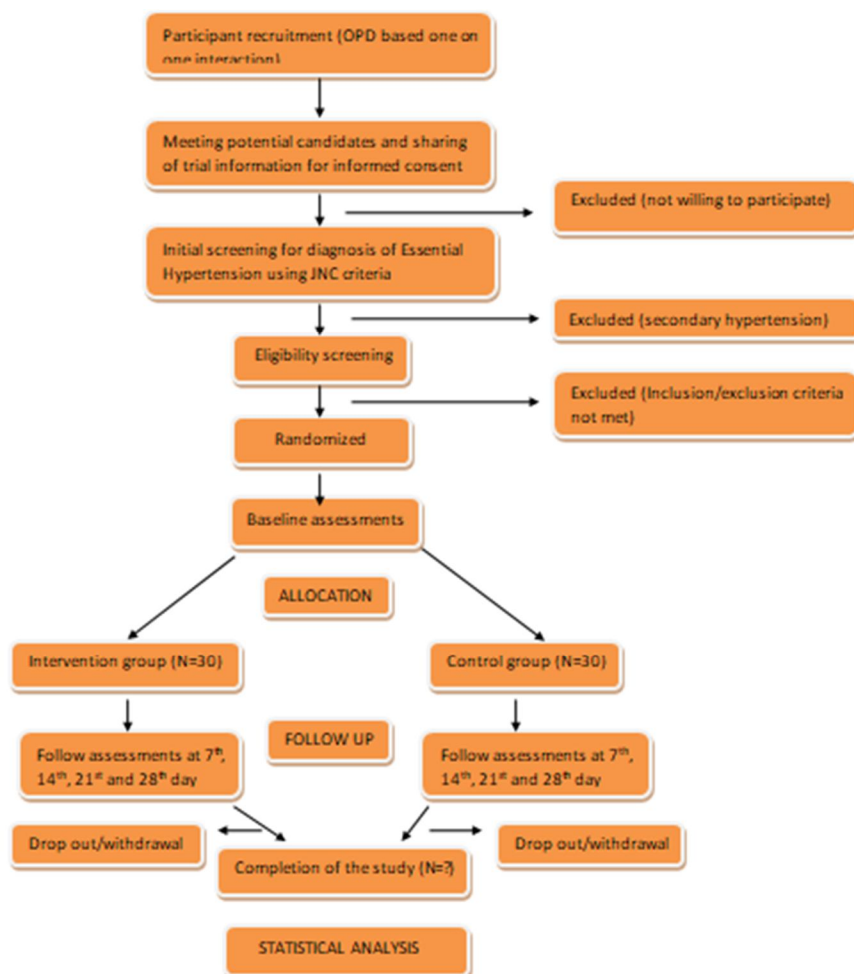 Participant recruitment (OPD based one on
one interaction)
Meeting potential candidates and sharing
of trial information for informed consent
Excluded (not willing to participate)
Initial screening for diagnosis of Essential
Hypertension using JNC criteria
Excluded (secondary hypertension)
Eligibility screening
Excluded (Inclusion/exclusion criteria
not met)
Randomized
Baseline assessments
ALLOCATION
Intervention group (N=30)
Control group (N=30)
FOLLOW UP
Follow assessments at 7th,
14th, 21st and 28th day
Follow assessments at 7th,
14th, 21st and 28th day
Drop out/withdrawal
Drop out/withdrawal
Completion of the study (N=?)
STATISTICAL ANALYSIS